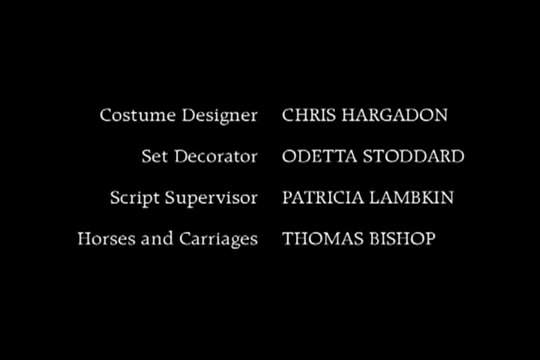 Costume Designer CHRIS HARGADON
Set Decorator ODETTA STODDARD
Script Supervisor PATRICIA LAMBKIN
Horses and Carriages THOMAS BISHOP